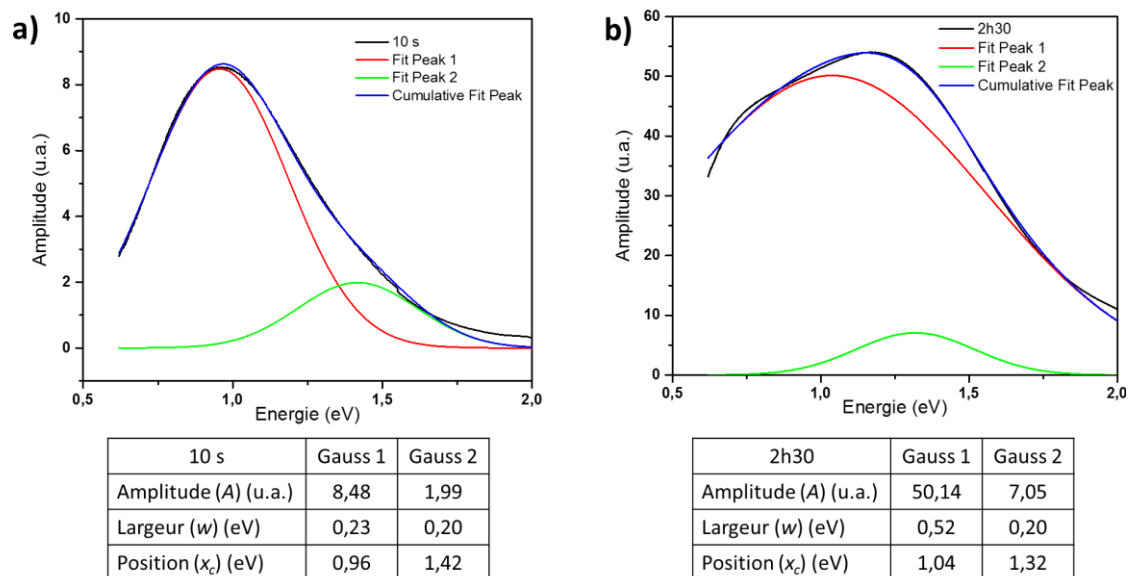 a)
10
8
6
4
2
0
Amplitude (u.a.)
0,5
1,0
1,5
2,0
Energie (eV)
10 s
Fit Peak 1
Fit Peak 2
Cumulative Fit Peak
10 s Gauss 1 Gauss 2
Amplitude (A) (u.a.) 8,48 1,99
Largeur (w) (eV) 0,23 0,20
Position (xc) (eV) 0,96 1,42
b)
60
50
40
30
20
10
0
Amplitude (u.a.)
0,5
1,0
1,5
2,0
Energie (eV)
2h30
Fit Peak 1
Fit Peak 2
Cumulative Fit Peak
2h30 Gauss 1 Gauss 2
Amplitude (A) (u.a.) 50,14 7,05
Largeur (w) (eV) 0,52 0,20
Position (xc) (eV) 1,04 1,32